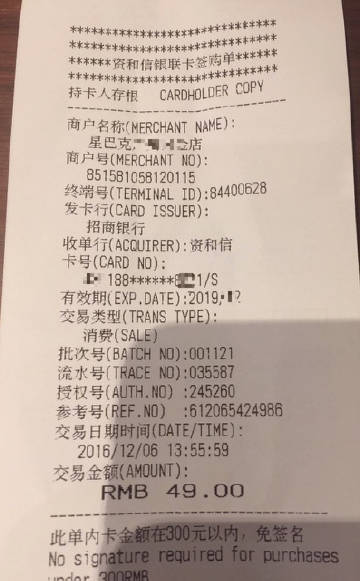 ********************************
********************************
******资和信银联卡签购单******
********************************
持卡人存根 CARDHOLDER COPY
--------------------------------
商户名称(MERCHANT NAME):
星巴克 店
商户号(MERCHANT NO):
851581058120115
终端号(TERMINAL ID):84400628
发卡行(CARD ISSUER):
招商银行
收单行(ACQUIRER):资和信
卡号(CARD NO):
188****** 1/S
有效期(EXP.DATE):2019
交易类型(TRANS TYPE):
消费(SALE)
批次号(BATCH NO):001121
流水号(TRACE NO):035587
授权号(AUTH.NO) :245260
参考号(REF.NO) :612065424986
交易日期时间(DATE/TIME):
2016/12/06 13:55:59
交易金额(AMOUNT):
RMB 49.00
--------------------------------
此单内卡金额在300元以内，免签名
No signature required for purchases
under 300RMB